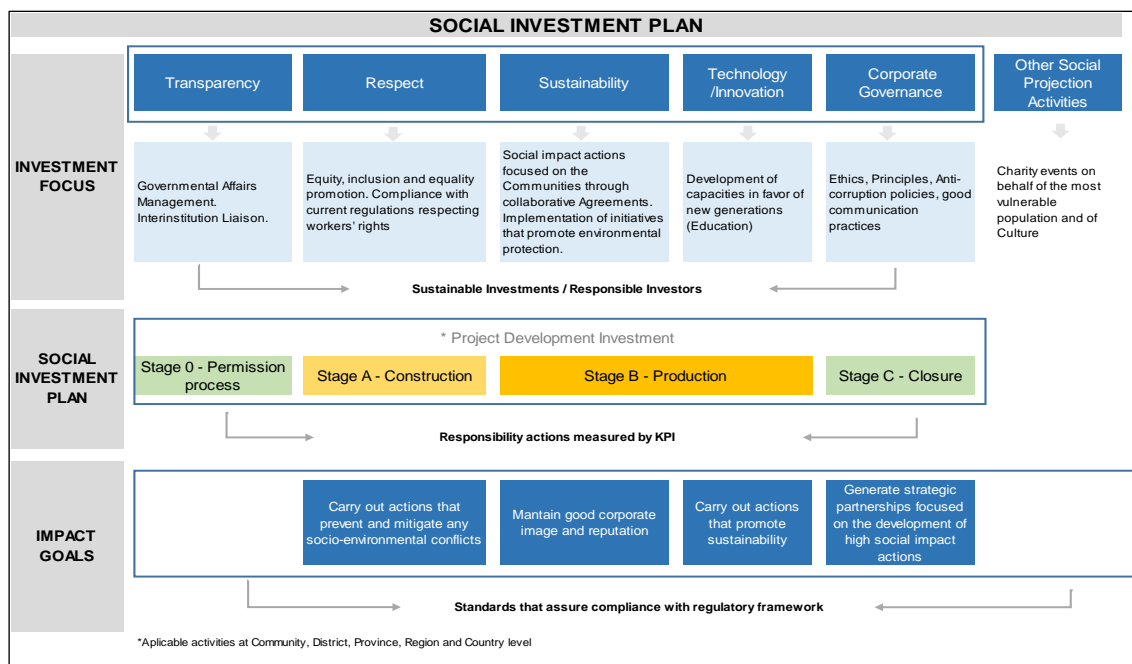 SOCIAL INVESTMENT PLAN
Transparency
Respect
Sustainability
Technology
/Innovation
Corporate
Governance
Other Social
Projection
Activities
INVESTMENT
FOCUS
Governmental Affairs
Management.
Interinstitution Liaison.
Equity, inclusion and equality
promotion. Compliance with
current regulations respecting
workers' rights
Social impact actions
focused on the
Communities through
collaborative Agreements.
Implementation of initiatives
that promote environmental
protection.
Development of
capacities in favor of
new generations
(Education)
Ethics, Principles, Anti-
corruption policies, good
communication
practices
Charity events on
behalf of the most
vulnerable
population and of
Culture
Sustainable Investments / Responsible Investors
SOCIAL
INVESTMENT
PLAN
* Project Development Investment
Stage 0 - Permission
process
Stage A - Construction
Stage B - Production
Stage C - Closure
Responsibility actions measured by KPI
IMPACT
GOALS
Carry out actions that
prevent and mitigate any
socio-environmental conflicts
Mantain good corporate
image and reputation
Carry out actions
that promote
sustainability
Generate strategic
partnerships focused
on the development of
high social impact
actions
Standards that assure compliance with regulatory framework
*Aplicable activities at Community, District, Province, Region and Country level